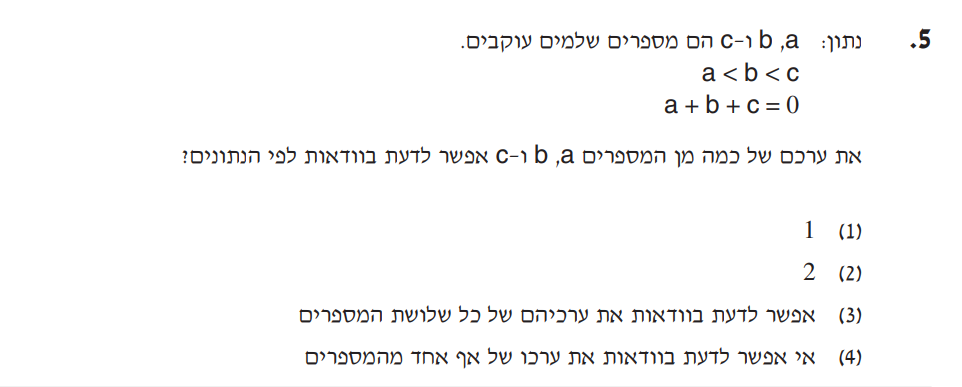 5. נתון: a, b ו-c הם מספרים שלמים עוקבים.
a < b < c
a + b + c = 0
את ערכם של כמה מן המספרים a, b ו-c אפשר לדעת בוודאות לפי הנתונים?
(1) 1
(2) 2
(3) אפשר לדעת בוודאות את ערכיהם של כל שלושת המספרים
(4) אי אפשר לדעת בוודאות את ערכו של אף אחד מהמספרים